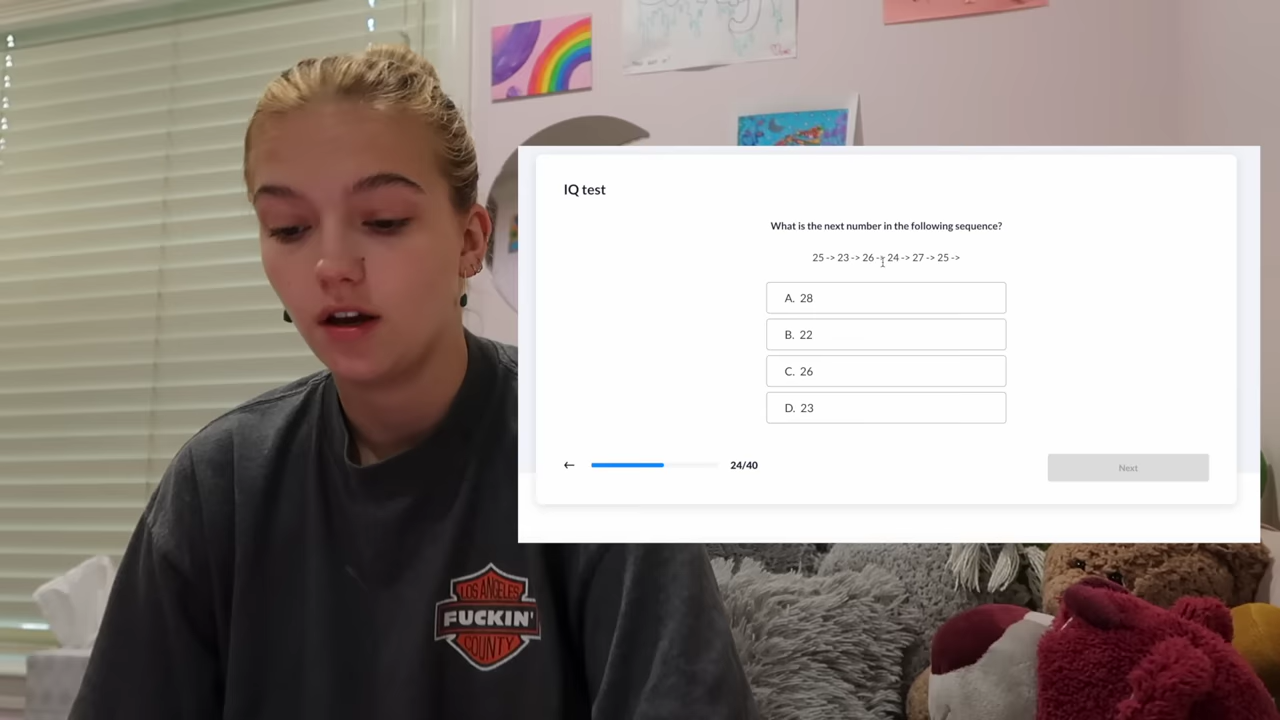 IQ test
What is the next number in the following sequence?
25 -> 23 -> 26 -> 24 -> 27 -> 25 ->
A. 28
B. 22
C. 26
D. 23
←
24/40
Next
LOS ANGELES
FUCKIN'
COUNTY